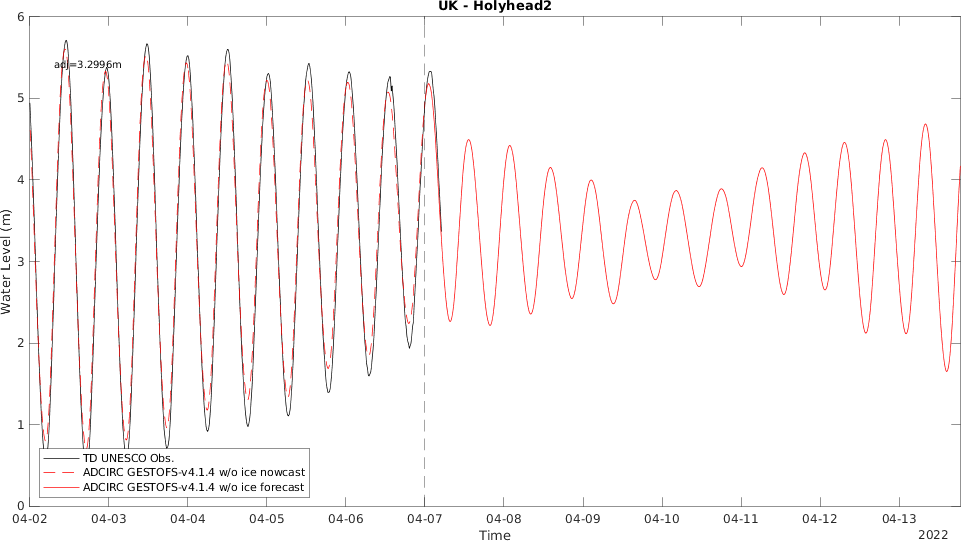 UK - Holyhead2
6
adj=3.2996m
5
4
3
2
1
0
Water Level (m)
TD UNESCO Obs.
ADCIRC GESTOFS-v4.1.4 w/o ice nowcast
ADCIRC GESTOFS-v4.1.4 w/o ice forecast
04-02 04-03 04-04 04-05 04-06 04-07 04-08 04-09 04-10 04-11 04-12 04-13
Time
2022